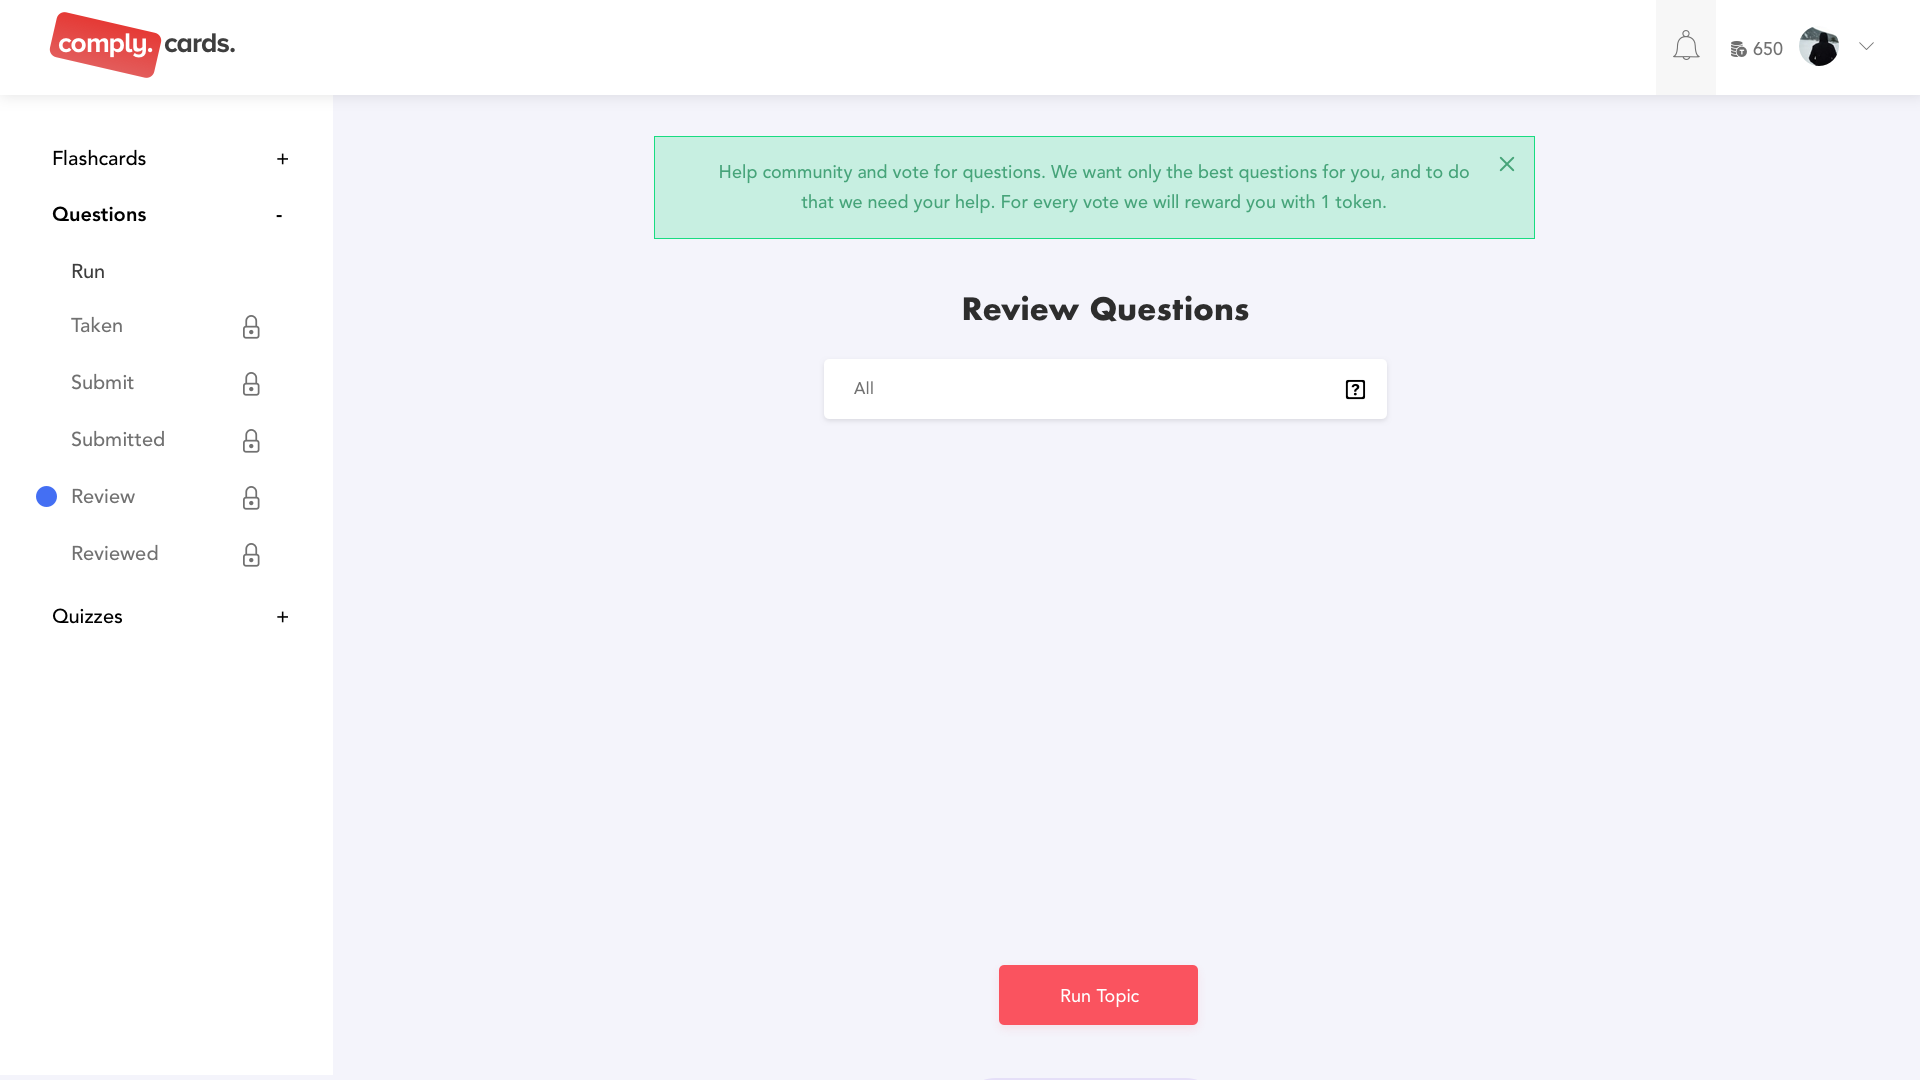 comply. cards.
650
Flashcards +
Questions -
Run
Taken
Submit
Submitted
Review
Reviewed
Quizzes +
Help community and vote for questions. We want only the best questions for you, and to do
that we need your help. For every vote we will reward you with 1 token.
Review Questions
All ?
Run Topic